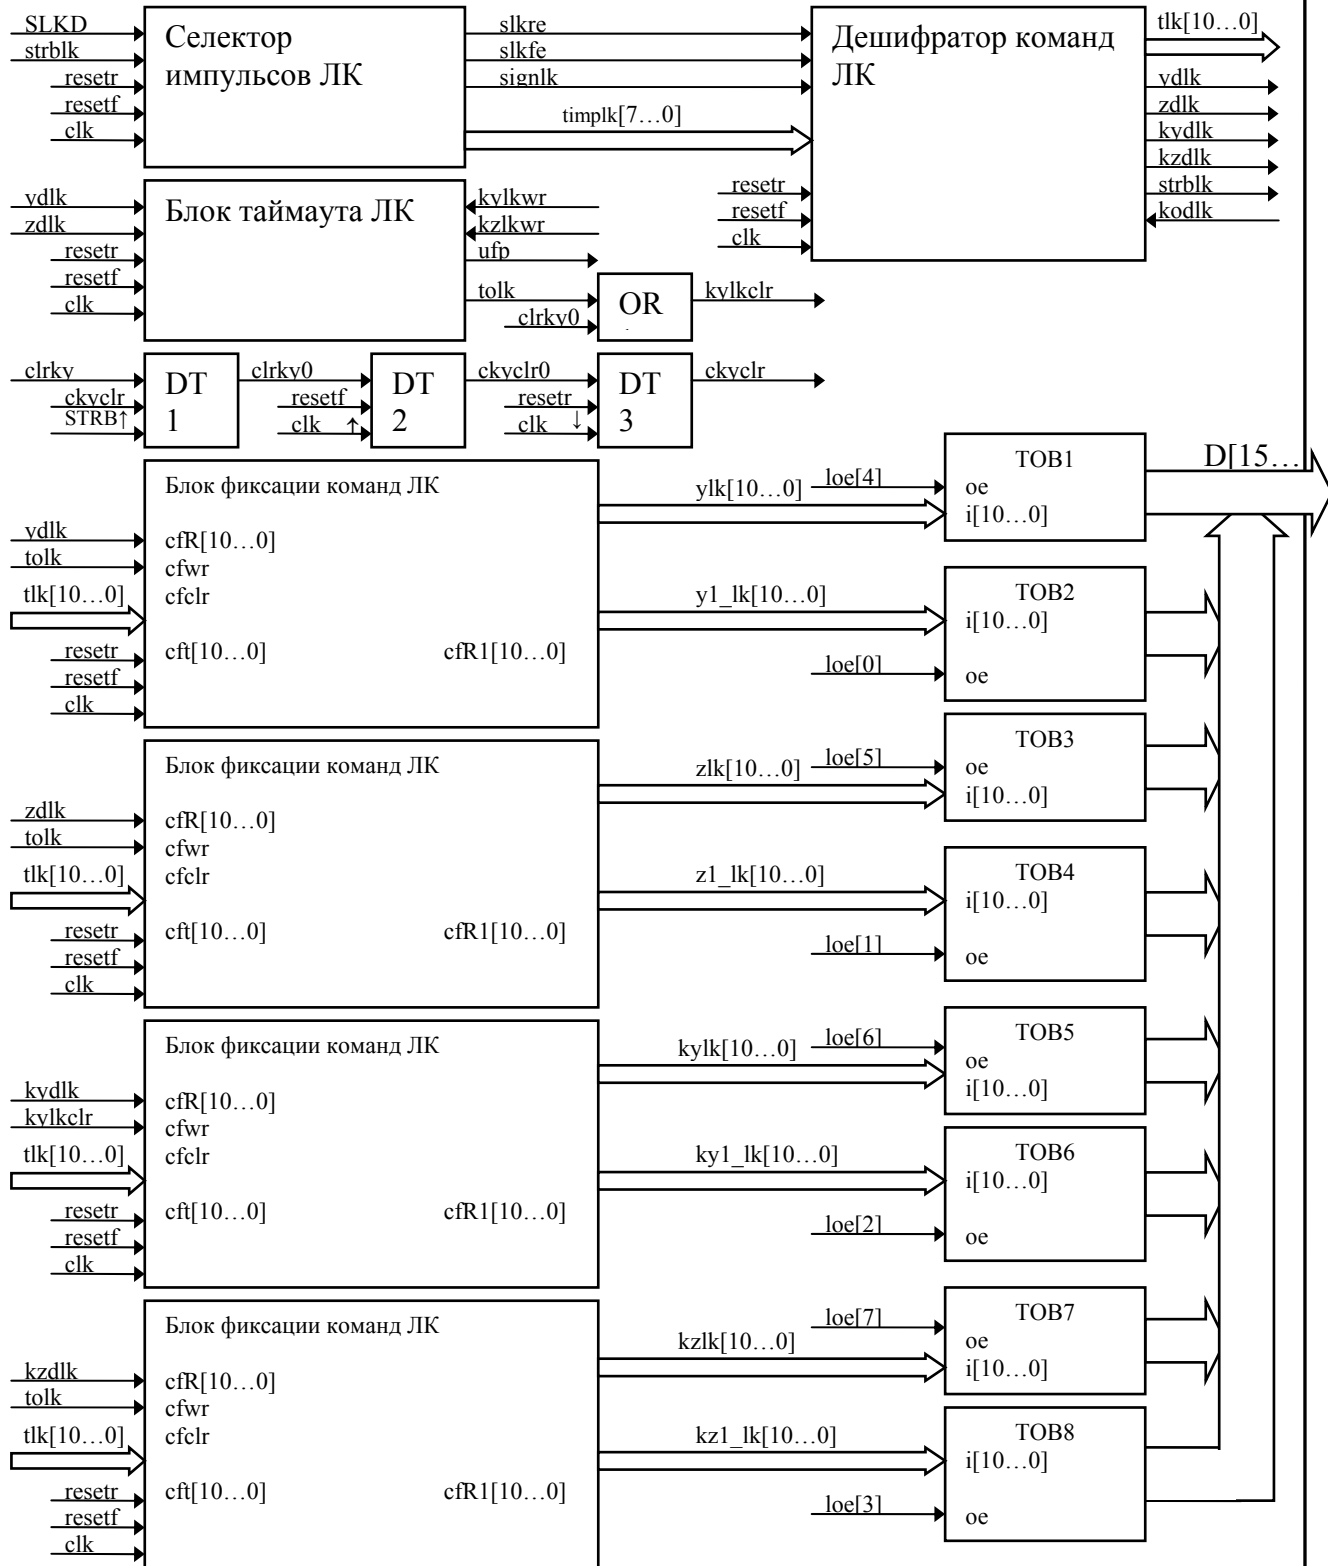 SLKD
strblk
resetr
resetf
clk
Селектор
импульсов ЛК
slkre
slkfe
signlk
timplk[7…0]
Дешифратор команд
ЛК
resetr
resetf
clk
tlk[10…0]
ydlk
zdlk
kydlk
kzdlk
strblk
kodlk
ydlk
zdlk
resetr
resetf
clk
Блок таймаута ЛК
kylkwr
kzlkwr
ufp
tolk
clrky0
OR
kylkclr
clrky
ckyclr
STRB↑
DT
1
clrky0
resetf
clk ↑
DT
2
ckyclr0
resetr
clk ↓
DT
3
ckyclr
Блок фиксации команд ЛК
ydlk
tolk
tlk[10…0]
resetr
resetf
clk
cfR[10…0]
cfwr
cfclr
cft[10…0]
cfR1[10…0]
ylk[10…0]
y1_lk[10…0]
loe[4]
TOB1
oe
i[10…0]
D[15…
TOB2
i[10…0]
loe[0]
oe
Блок фиксации команд ЛК
zdlk
tolk
tlk[10…0]
resetr
resetf
clk
cfR[10…0]
cfwr
cfclr
cft[10…0]
cfR1[10…0]
zlk[10…0]
z1_lk[10…0]
loe[5]
TOB3
oe
i[10…0]
TOB4
i[10…0]
loe[1]
oe
Блок фиксации команд ЛК
kydlk
kylkclr
tlk[10…0]
resetr
resetf
clk
cfR[10…0]
cfwr
cfclr
cft[10…0]
cfR1[10…0]
kylk[10…0]
ky1_lk[10…0]
loe[6]
TOB5
oe
i[10…0]
TOB6
i[10…0]
loe[2]
oe
Блок фиксации команд ЛК
kzdlk
tolk
tlk[10…0]
resetr
resetf
clk
cfR[10…0]
cfwr
cfclr
cft[10…0]
cfR1[10…0]
kzlk[10…0]
kz1_lk[10…0]
loe[7]
TOB7
oe
i[10…0]
TOB8
i[10…0]
loe[3]
oe